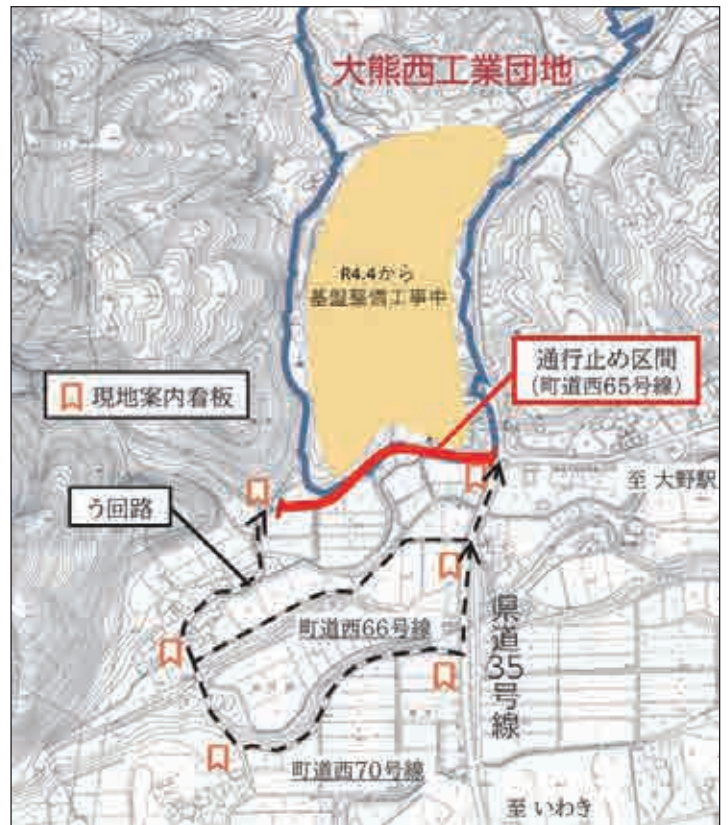 大熊西工業団地
R4.4から
基盤整備工事中
通行止め区間
(町道西65号線)
現地案内看板
至 大野駅
う回路
町道西66号線
県道35号線
町道西70号線
至 いわき